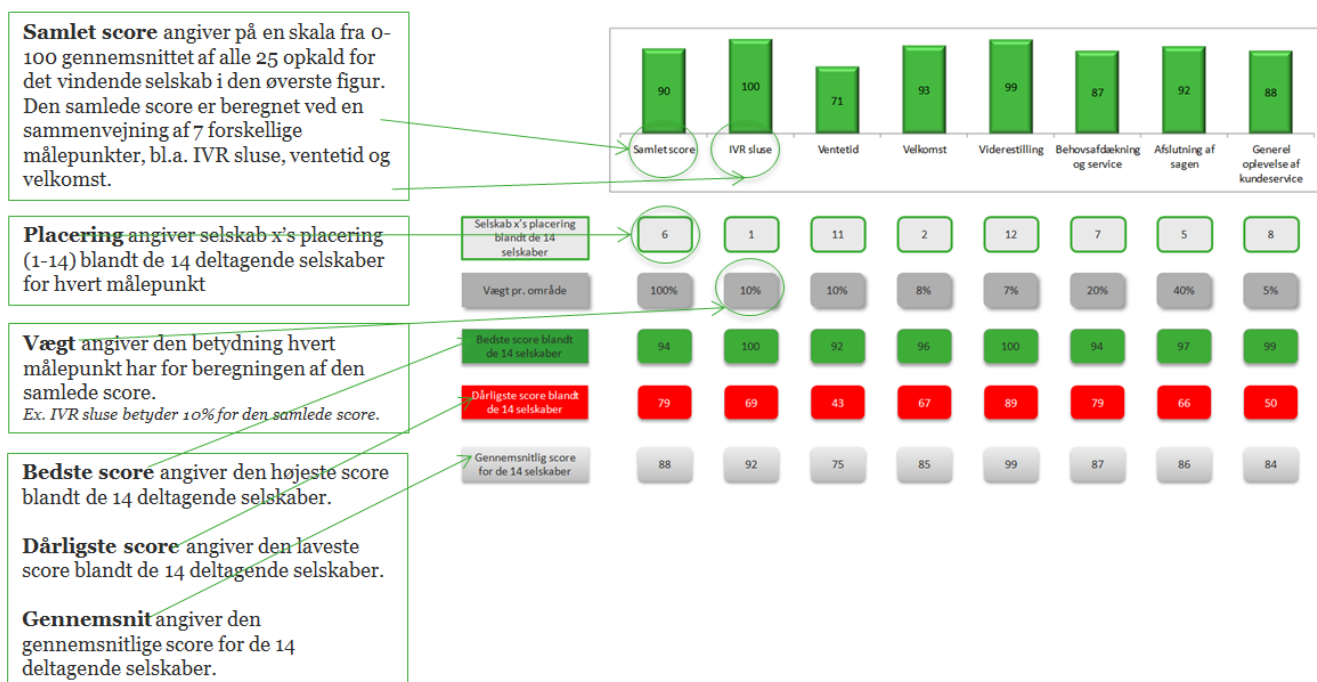 Samlet score angiver på en skala fra 0-
100 gennemsnittet af alle 25 opkald for
det vindende selskab i den øverste figur.
Den samlede score er beregnet ved en
sammenvejning af 7 forskellige
målepunkter, bl.a. IVR sluse, ventetid og
velkomst.
90 100 71 93 99 87 92 88
Samlet score
IVR sluse
Ventetid
Velkomst
Viderestilling
Behovsafdækning
og service
Afslutning af
sagen
Generel
oplevelse af
kundeservice
Placering angiver selskab x's placering
(1-14) blandt de 14 deltagende selskaber
for hvert målepunkt
Selskab x's placering
blandt de 14
selskaber
6 1 11 2 12 7 5 8
Vægt pr. område
100% 10% 10% 8% 7% 20% 40% 5%
Vægt angiver den betydning hvert
målepunkt har for beregningen af den
samlede score.
Ex. IVR sluse betyder 10% for den samlede score.
Bedste score blandt
de 14 selskaber
94 100 92 96 100 94 97 99
Dårligste score blandt
de 14 selskaber
79 69 43 67 89 79 66 50
Gennemsnitlig score
for de 14 selskaber
88 92 75 85 99 87 86 84
Bedste score angiver den højeste score
blandt de 14 deltagende selskaber.
Dårligste score angiver den laveste
score blandt de 14 deltagende selskaber.
Gennemsnit angiver den
gennemsnitlige score for de 14
deltagende selskaber.